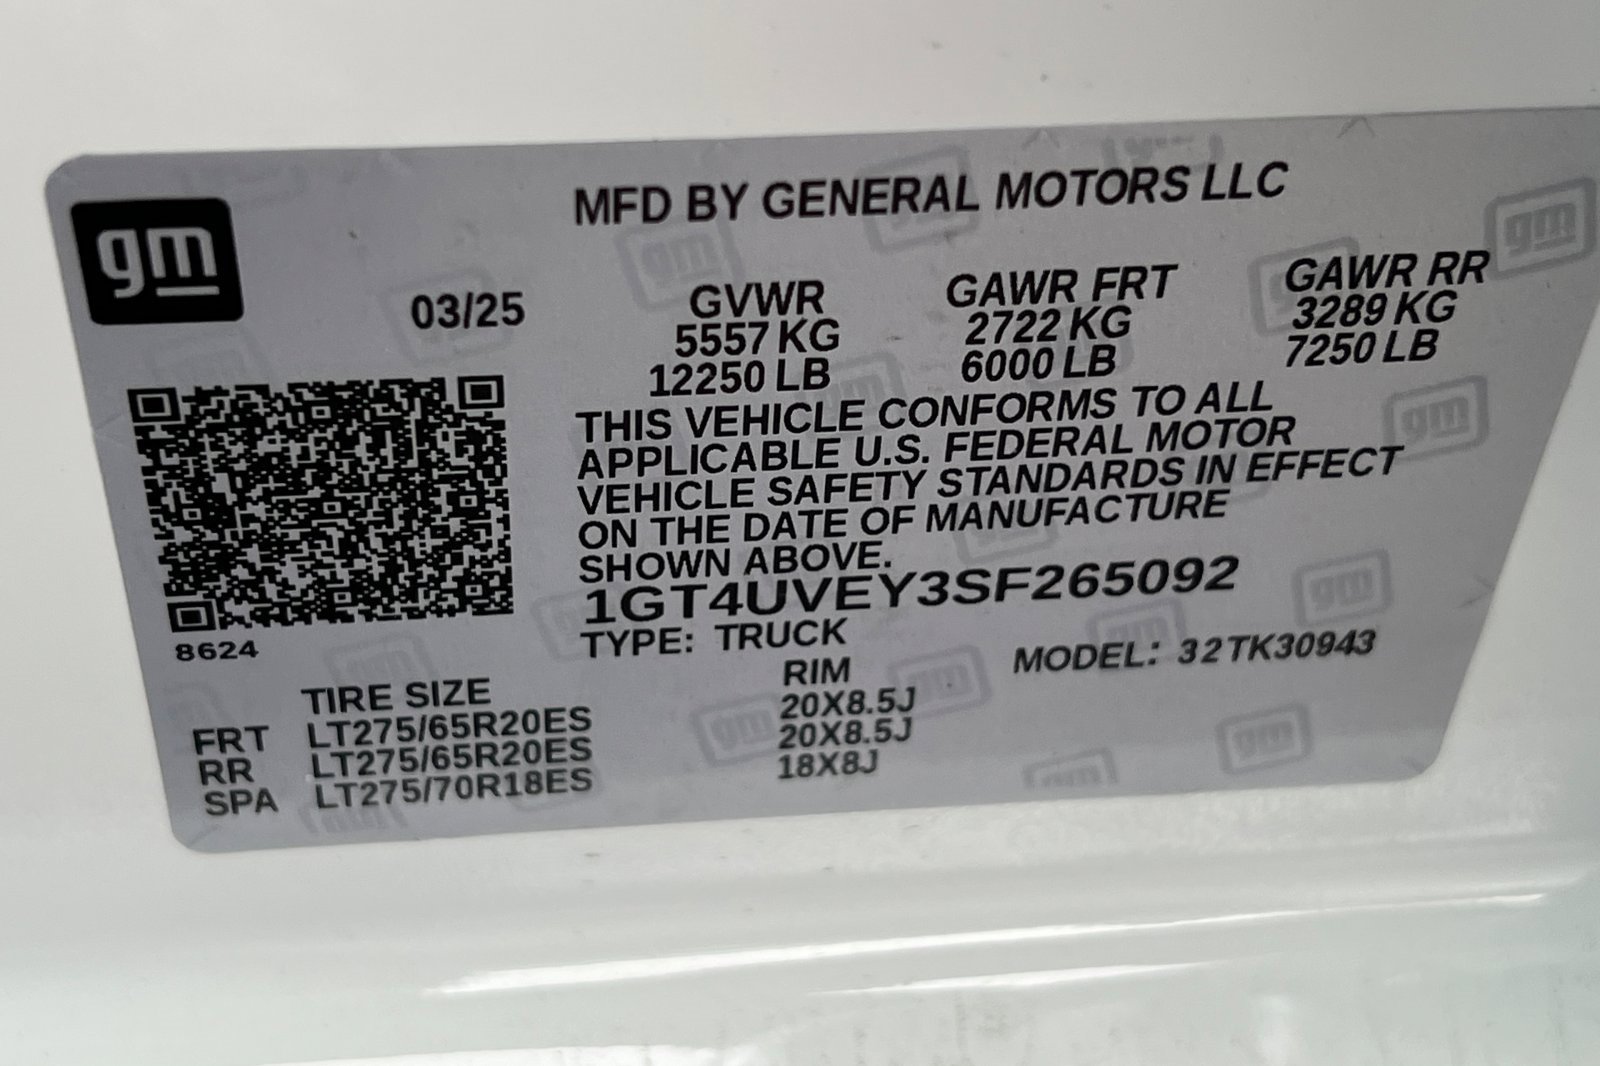 gm
MFD BY GENERAL MOTORS LLC
03/25
GVWR GAWR FRT GAWR RR
5557 KG 2722 KG 3289 KG
12250 LB 6000 LB 7250 LB
THIS VEHICLE CONFORMS TO ALL
APPLICABLE U.S. FEDERAL MOTOR
VEHICLE SAFETY STANDARDS IN EFFECT
ON THE DATE OF MANUFACTURE
SHOWN ABOVE.
1GT4UVEY3SF265092
8624
TYPE: TRUCK MODEL: 32TK30943
TIRE SIZE RIM
FRT LT275/65R20ES 20X8.5J
RR LT275/65R20ES 20X8.5J
SPA LT275/70R18ES 18X8J